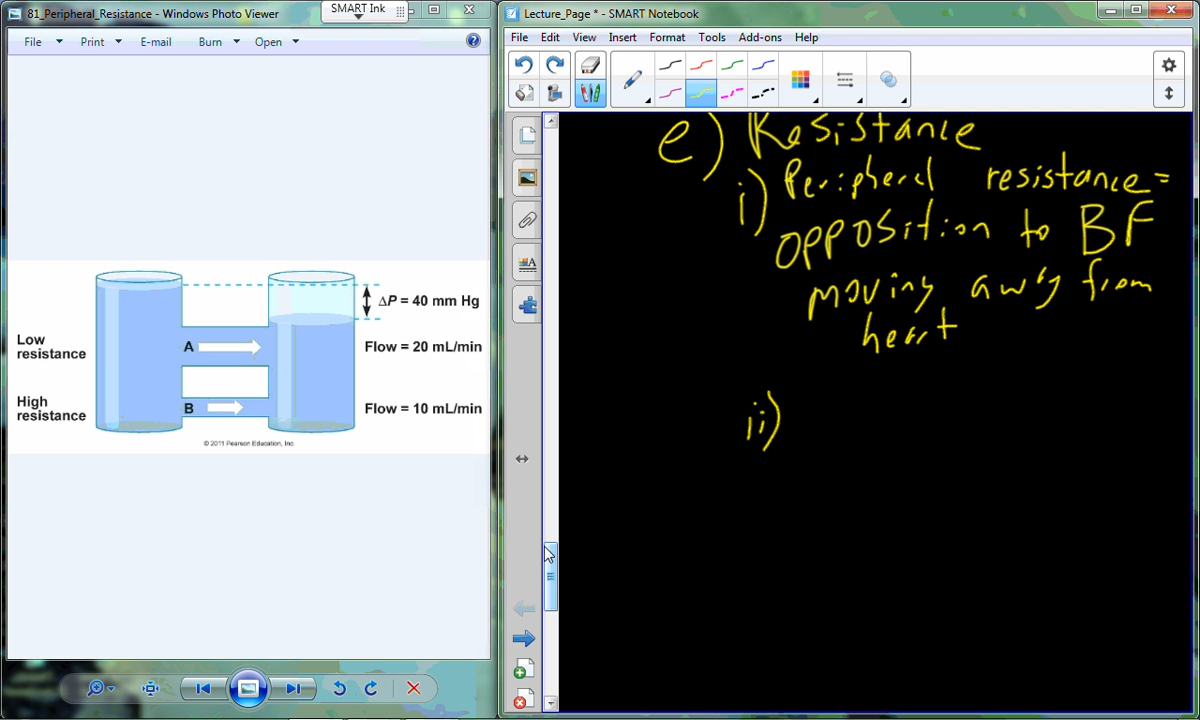 81_Peripheral_Resistance - Windows Photo Viewer
SMART Ink
File Print E-mail Burn Open
ΔP = 40 mm Hg
Low
resistance
A
Flow = 20 mL/min
High
resistance
B
Flow = 10 mL/min
© 2011 Pearson Education, Inc.
Lecture_Page * - SMART Notebook
File Edit View Insert Format Tools Add-ons Help
e) Resistance
i) Peripheral resistance =
opposition to BF
moving away from
heart
ii)